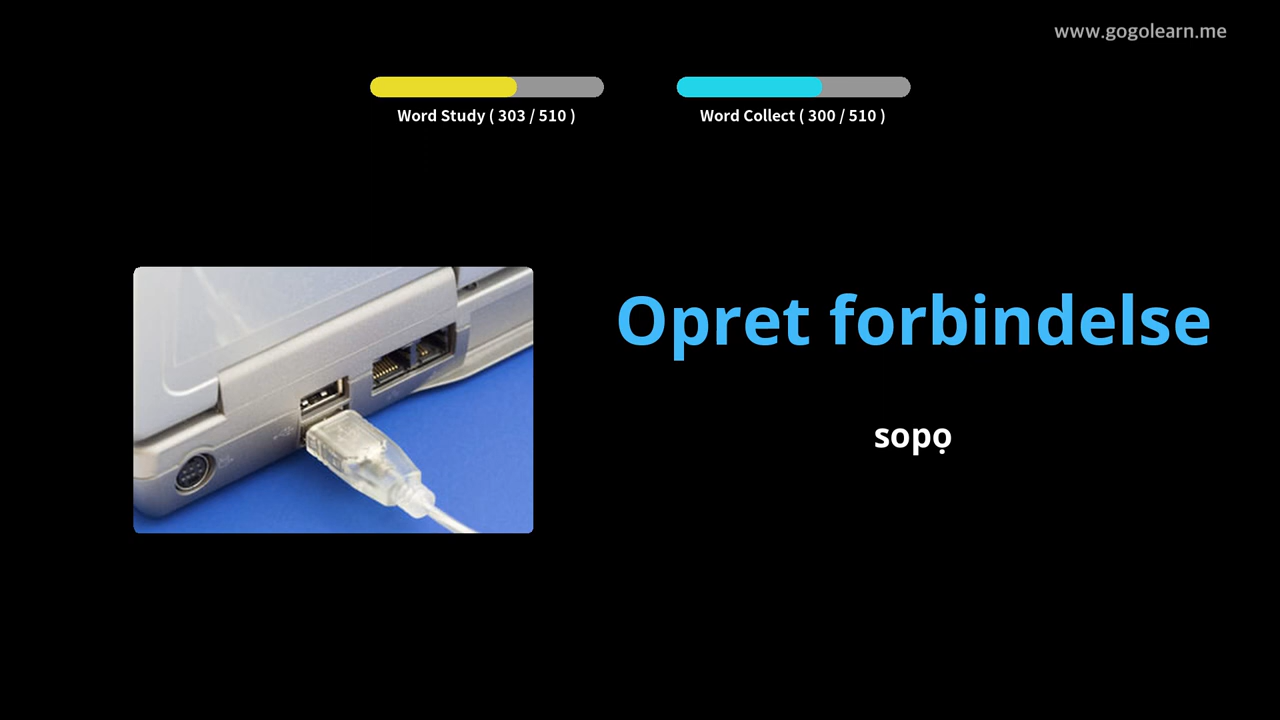 www.gogolearn.me
Word Study ( 303 / 510 )
Word Collect ( 300 / 510 )
Opret forbindelse
sopọ